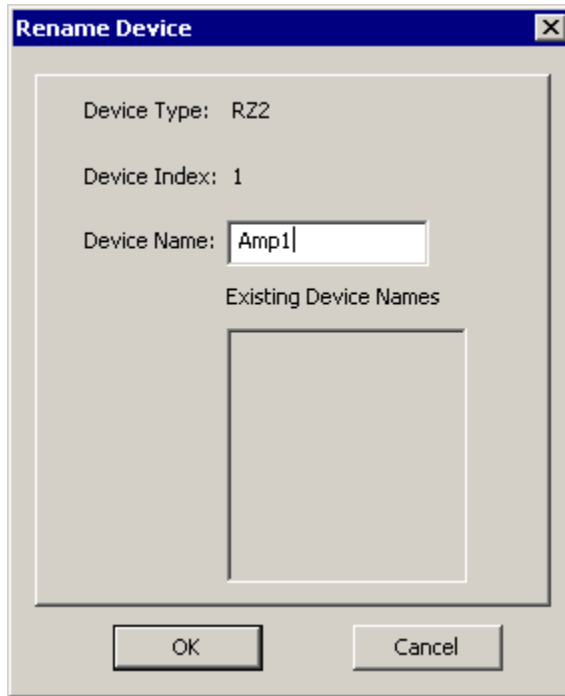 Rename Device
Device Type: RZ2
Device Index: 1
Device Name: Amp1
Existing Device Names
OK Cancel